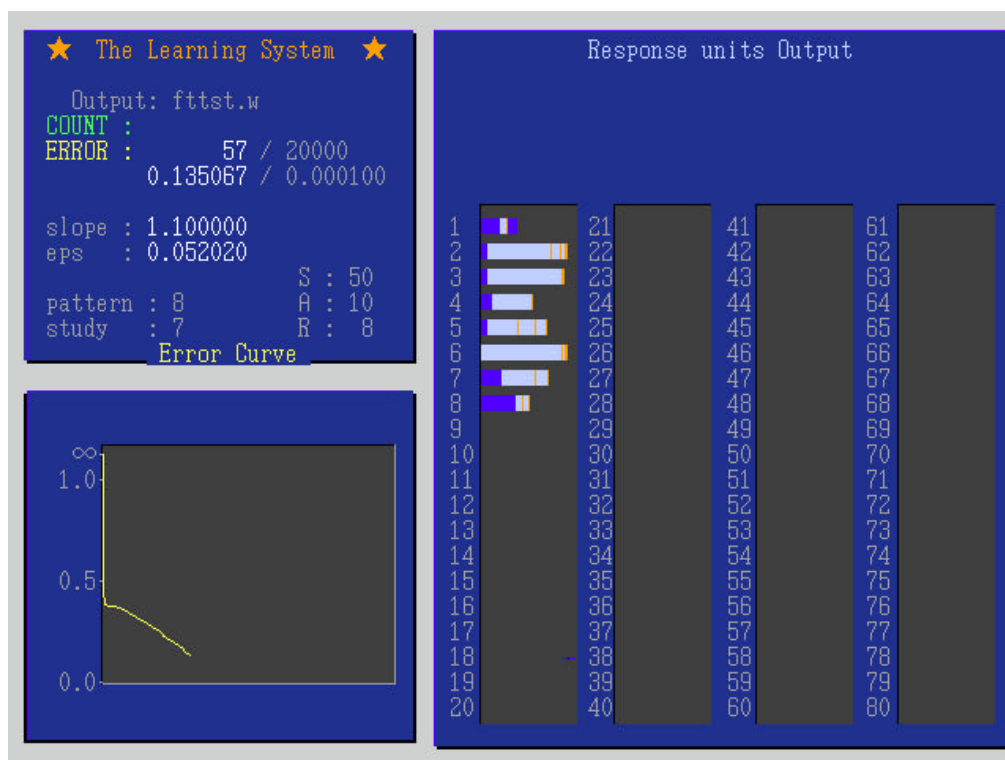 ★ The Learning System ★
Output: fttst.w
COUNT :
ERROR : 57 / 20000
0.135067 / 0.000100
slope : 1.100000
eps : 0.052020
S : 50
pattern : 8 A : 10
study : 7 R : 8
Error Curve
∞
1.0
0.5
0.0
Response units Output
1 21 41 61
2 22 42 62
3 23 43 63
4 24 44 64
5 25 45 65
6 26 46 66
7 27 47 67
8 28 48 68
9 29 49 69
10 30 50 70
11 31 51 71
12 32 52 72
13 33 53 73
14 34 54 74
15 35 55 75
16 36 56 76
17 37 57 77
18 38 58 78
19 39 59 79
20 40 60 80